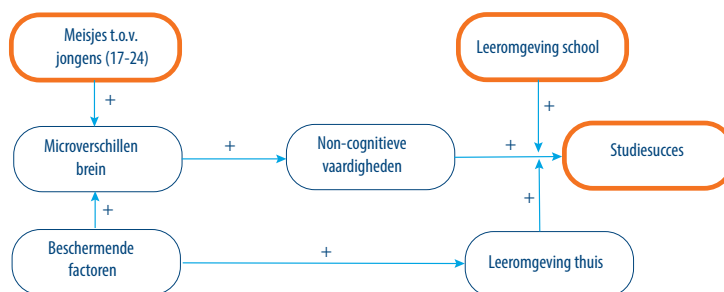 Meisjes t.o.v.
jongens (17-24)
Leeromgeving school
+
+
Microverschillen
brein
+
Non-cognitieve
vaardigheden
+
Studiesucces
+
+
Beschermende
factoren
+
Leeromgeving thuis